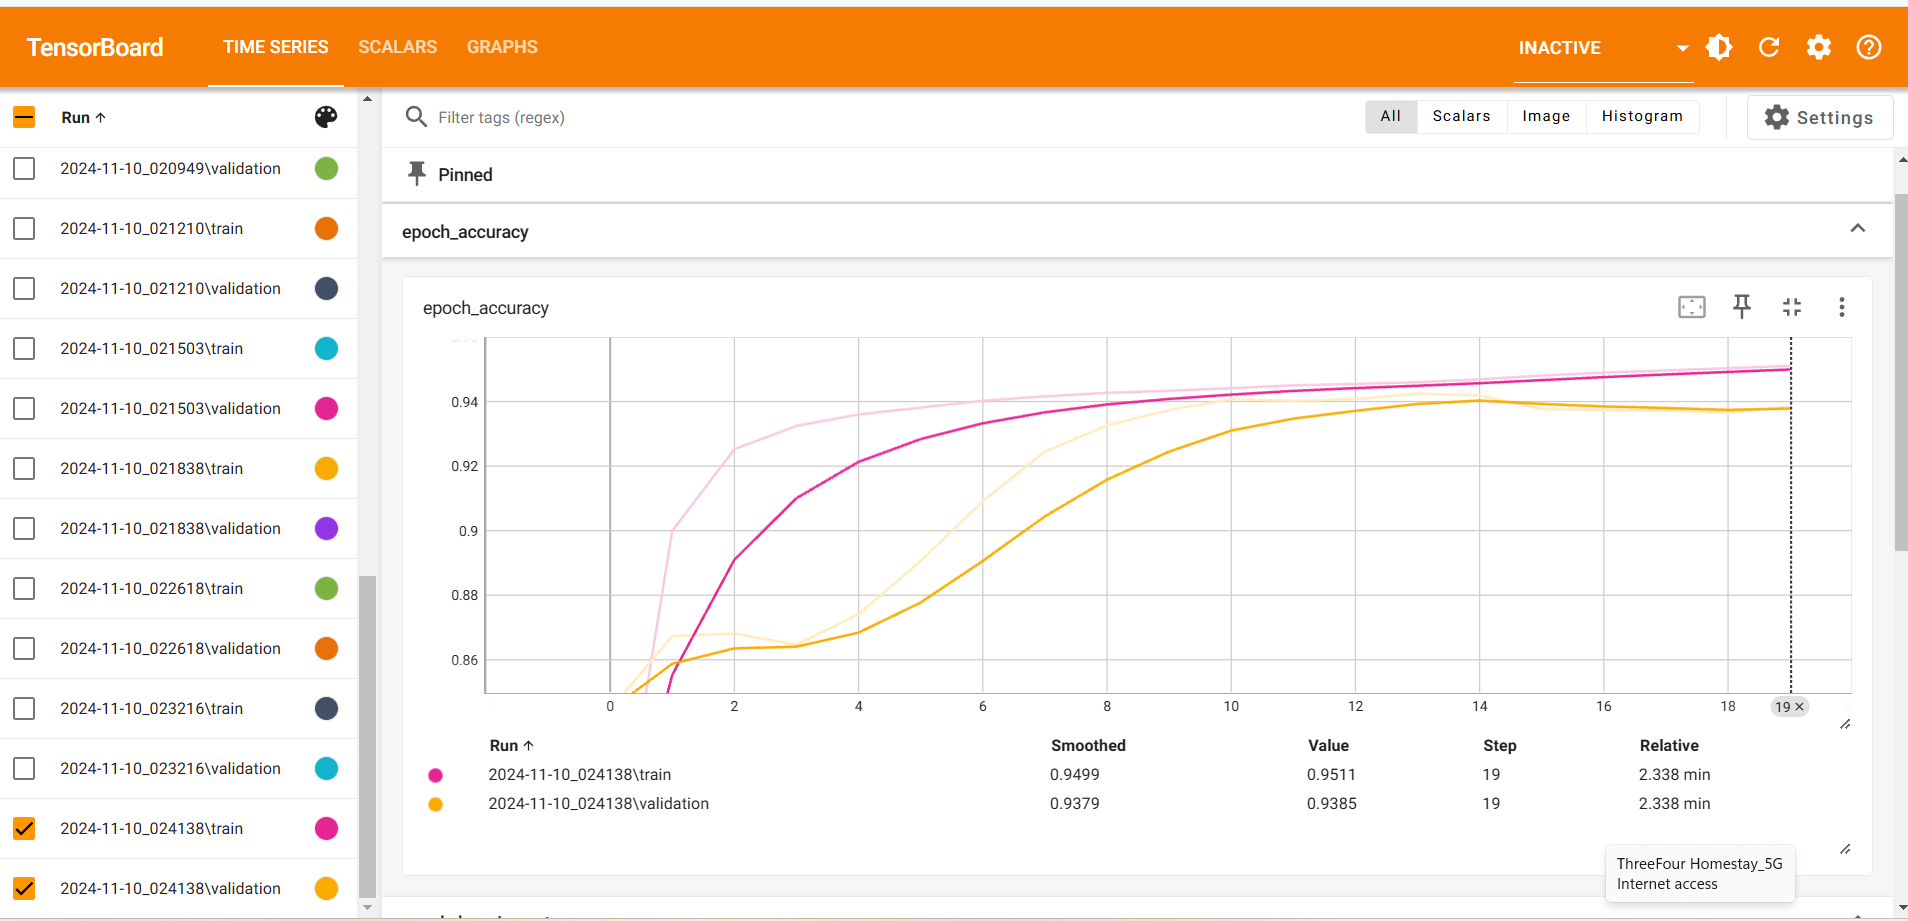 TensorBoard TIME SERIES SCALARS GRAPHS INACTIVE
Run ↑
Filter tags (regex)
All Scalars Image Histogram
Settings
2024-11-10_020949\validation
2024-11-10_021210\train
2024-11-10_021210\validation
2024-11-10_021503\train
2024-11-10_021503\validation
2024-11-10_021838\train
2024-11-10_021838\validation
2024-11-10_022618\train
2024-11-10_022618\validation
2024-11-10_023216\train
2024-11-10_023216\validation
2024-11-10_024138\train
2024-11-10_024138\validation
Pinned
epoch_accuracy
epoch_accuracy
0.94
0.92
0.9
0.88
0.86
0 2 4 6 8 10 12 14 16 18 19 ×
Run ↑ Smoothed Value Step Relative
2024-11-10_024138\train 0.9499 0.9511 19 2.338 min
2024-11-10_024138\validation 0.9379 0.9385 19 2.338 min
ThreeFour Homestay_5G
Internet access